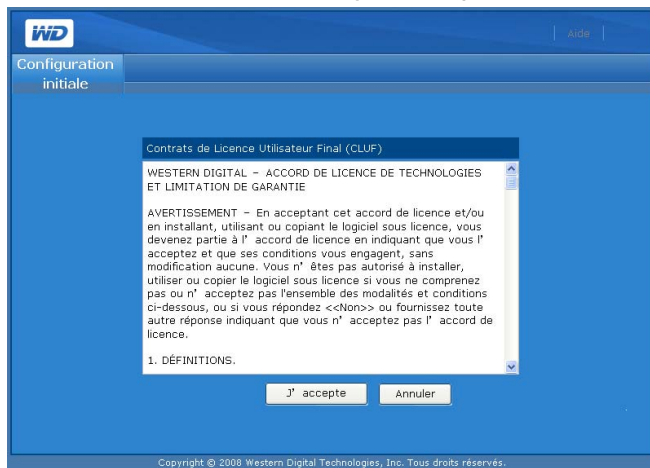 WD
Aide
Configuration
initiale
Contrats de Licence Utilisateur Final (CLUF)
WESTERN DIGITAL – ACCORD DE LICENCE DE TECHNOLOGIES
ET LIMITATION DE GARANTIE
AVERTISSEMENT – En acceptant cet accord de licence et/ou
en installant, utilisant ou copiant le logiciel sous licence, vous
devenez partie à l’ accord de licence en indiquant que vous l’
acceptez et que ses conditions vous engagent, sans
modification aucune. Vous n’ êtes pas autorisé à installer,
utiliser ou copier le logiciel sous licence si vous ne comprenez
pas ou n’ acceptez pas l'ensemble des modalités et conditions
ci-dessous, ou si vous répondez <<Non>> ou fournissez toute
autre réponse indiquant que vous n’ acceptez pas l’ accord de
licence.
1. DÉFINITIONS.
J’ accepte
Annuler
Copyright © 2008 Western Digital Technologies, Inc. Tous droits réservés.